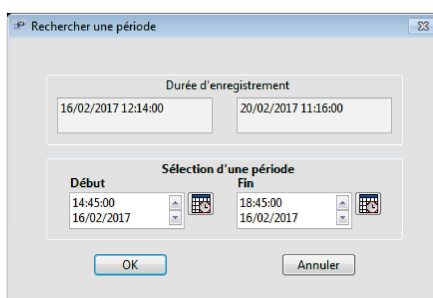 Rechercher une période
Durée d'enregistrement
16/02/2017 12:14:00 20/02/2017 11:16:00
Sélection d'une période
Début Fin
14:45:00 18:45:00
16/02/2017 16/02/2017
OK Annuler